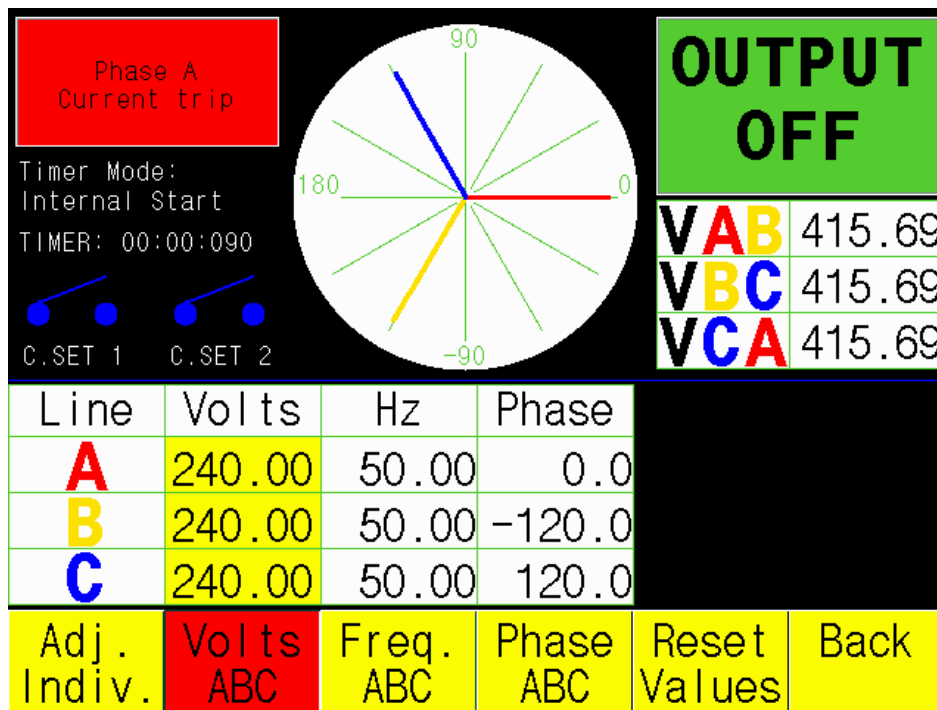 Phase A
Current trip
OUTPUT
OFF
Timer Mode:
Internal Start
TIMER: 00:00:090
C.SET 1 C.SET 2
90
180
0
-90
VAB 415.69
VBC 415.69
VCA 415.69
Line Volts Hz Phase
A 240.00 50.00 0.0
B 240.00 50.00 -120.0
C 240.00 50.00 120.0
Adj. Volts Freq. Phase Reset Back
Indiv. ABC ABC ABC Values